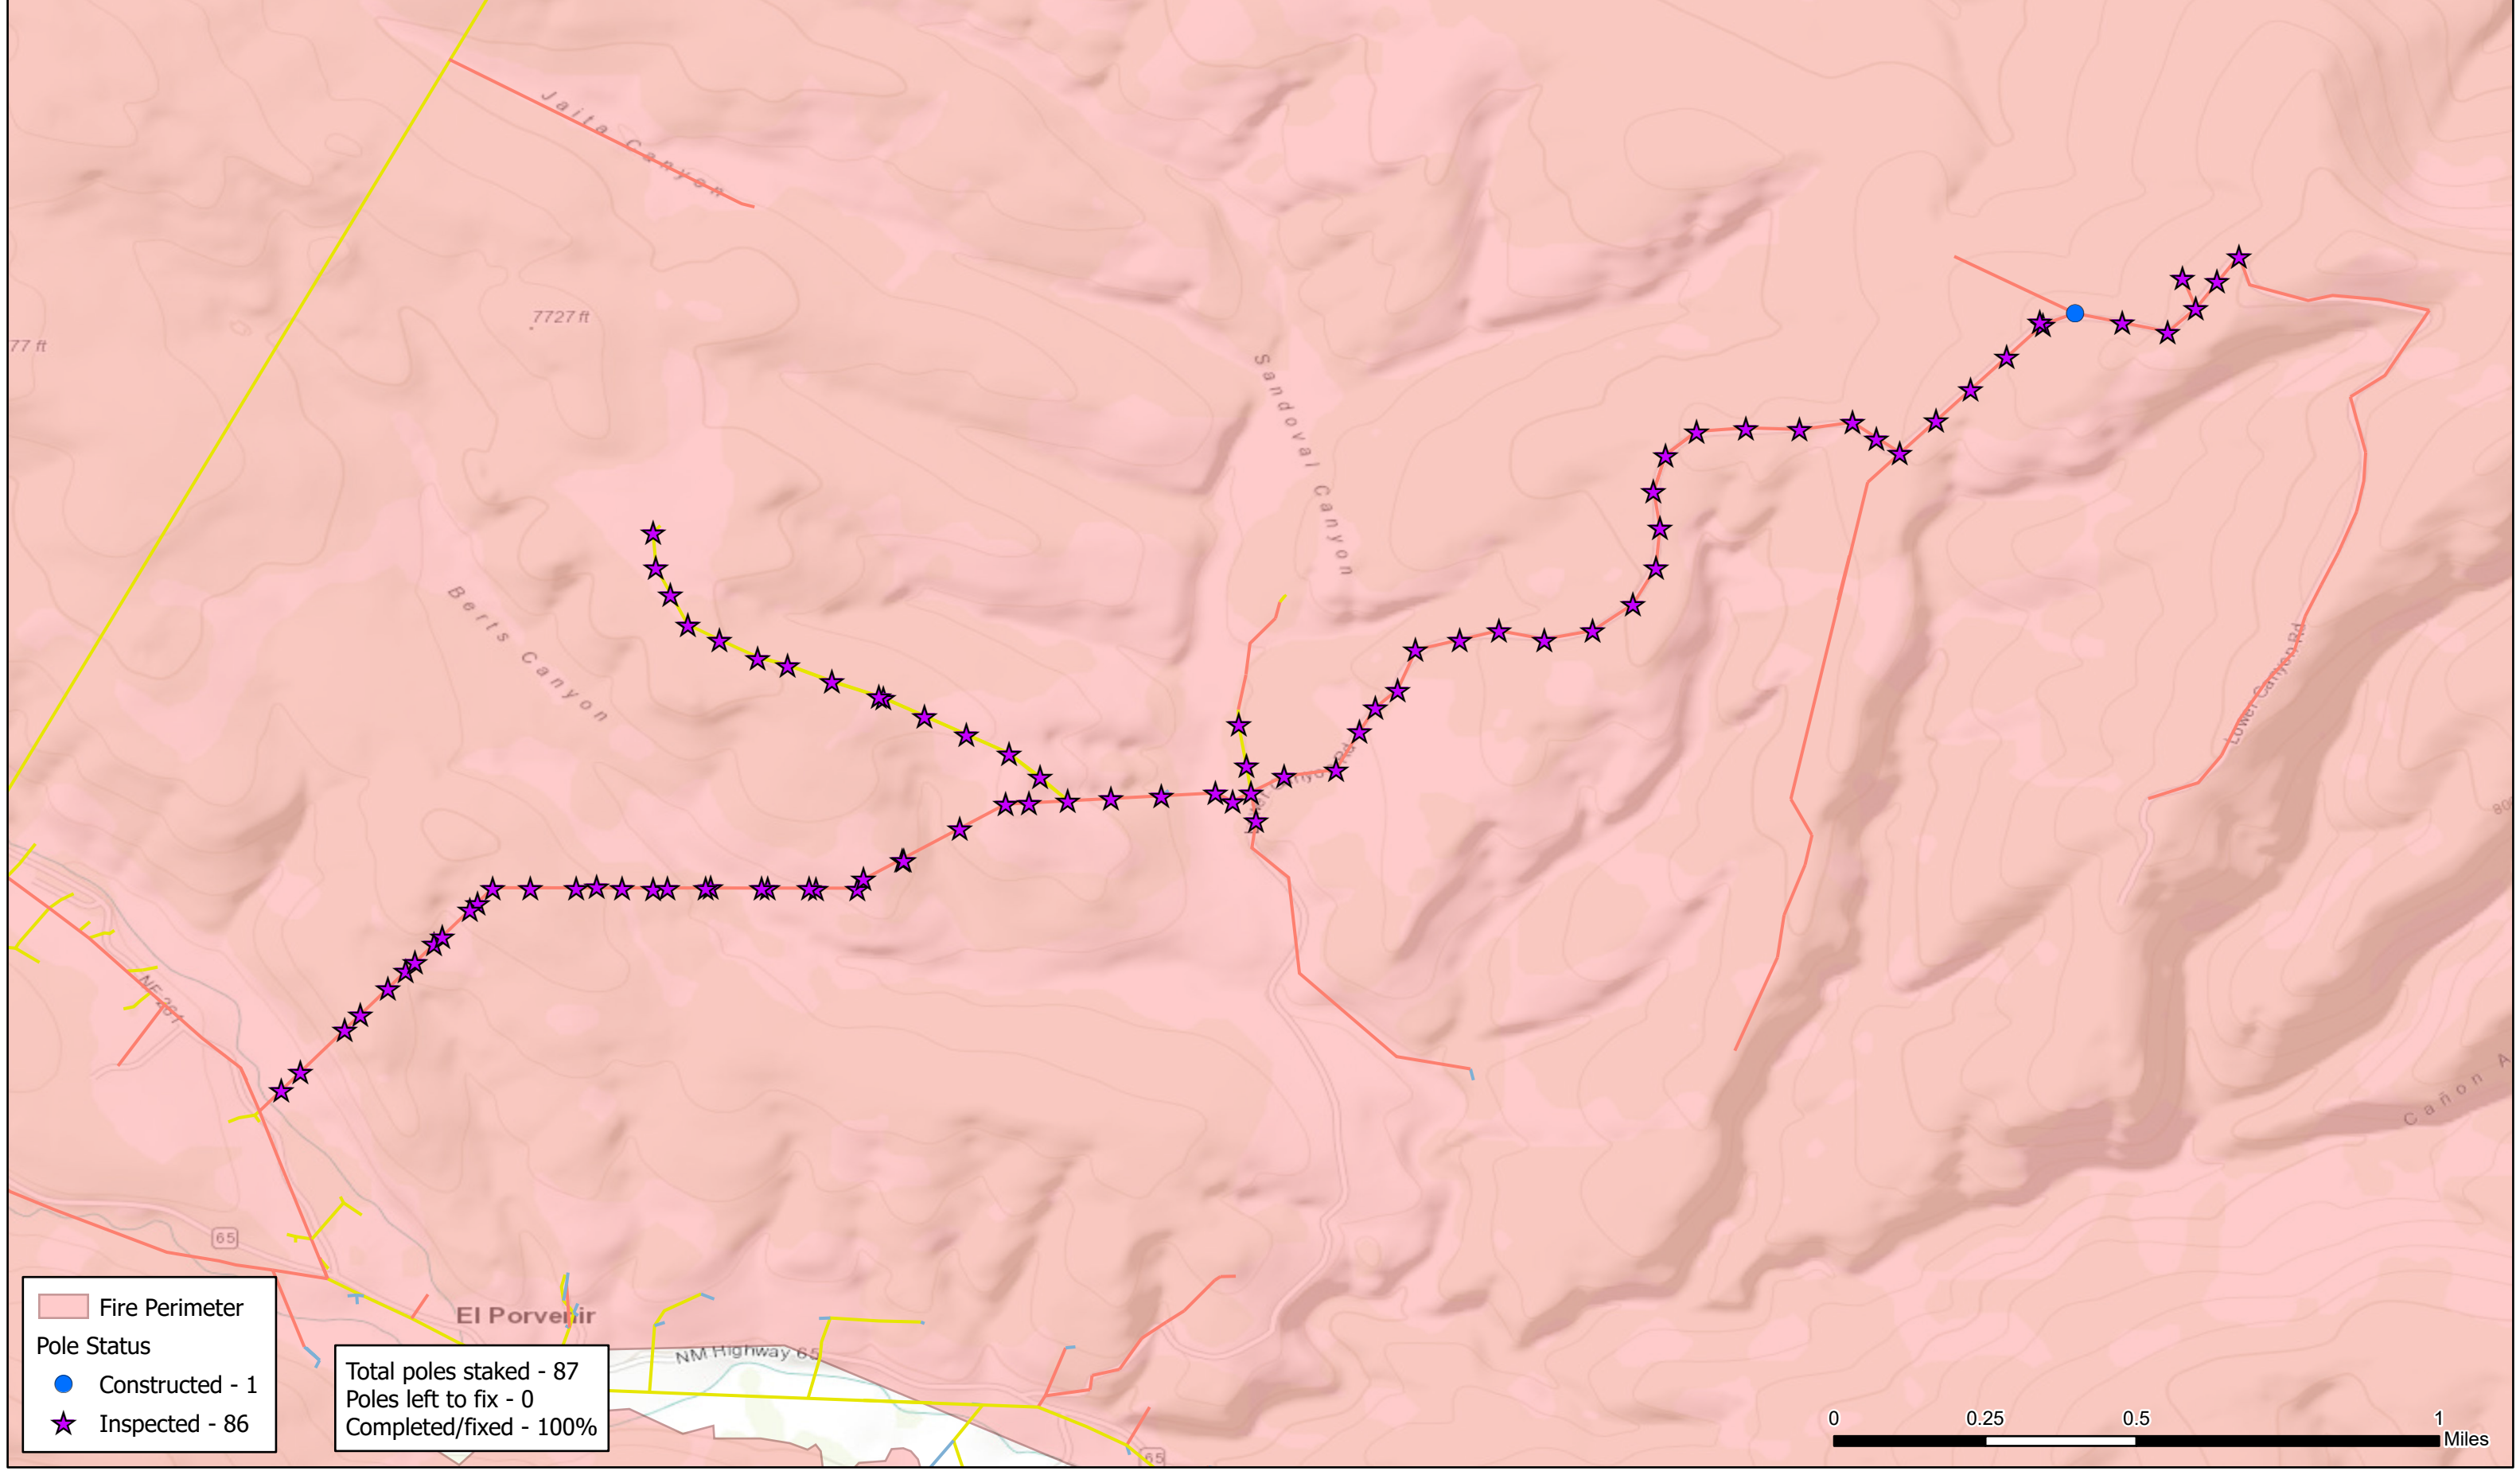 Jaita Canyon
7727 ft
77 ft
Sandoval Canyon
Berts Canyon
Lower Canyon Rd
NF 261
Cañon A
65
El Porvenir
NM Highway 65
65
Fire Perimeter
Pole Status
Constructed - 1
Inspected - 86
Total poles staked - 87
Poles left to fix - 0
Completed/fixed - 100%
0 0.25 0.5 1
Miles